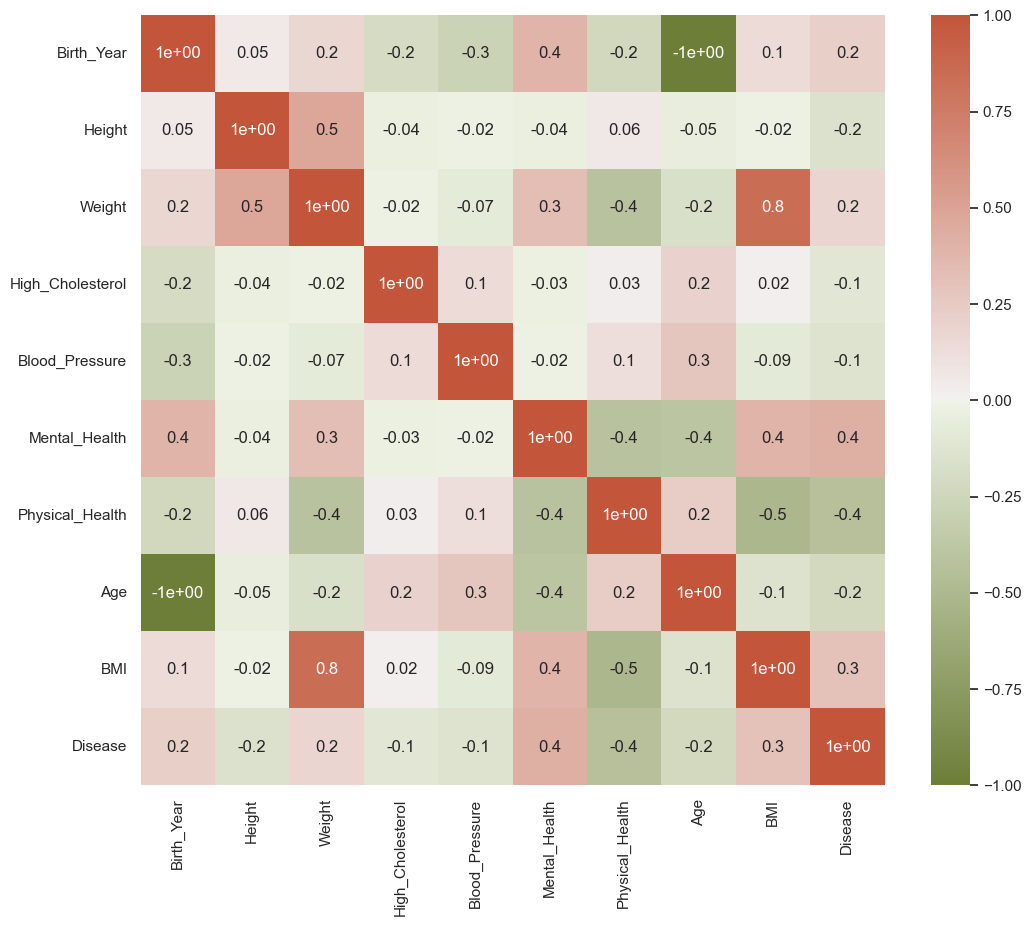 Birth_Year 1e+00 0.05 0.2 -0.2 -0.3 0.4 -0.2 -1e+00 0.1 0.2
Height 0.05 1e+00 0.5 -0.04 -0.02 -0.04 0.06 -0.05 -0.02 -0.2
Weight 0.2 0.5 1e+00 -0.02 -0.07 0.3 -0.4 -0.2 0.8 0.2
High_Cholesterol -0.2 -0.04 -0.02 1e+00 0.1 -0.03 0.03 0.2 0.02 -0.1
Blood_Pressure -0.3 -0.02 -0.07 0.1 1e+00 -0.02 0.1 0.3 -0.09 -0.1
Mental_Health 0.4 -0.04 0.3 -0.03 -0.02 1e+00 -0.4 -0.4 0.4 0.4
Physical_Health -0.2 0.06 -0.4 0.03 0.1 -0.4 1e+00 0.2 -0.5 -0.4
Age -1e+00 -0.05 -0.2 0.2 0.3 -0.4 0.2 1e+00 -0.1 -0.2
BMI 0.1 -0.02 0.8 0.02 -0.09 0.4 -0.5 -0.1 1e+00 0.3
Disease 0.2 -0.2 0.2 -0.1 -0.1 0.4 -0.4 -0.2 0.3 1e+00
Birth_Year
Height
Weight
High_Cholesterol
Blood_Pressure
Mental_Health
Physical_Health
Age
BMI
Disease
1.00
0.75
0.50
0.25
0.00
−0.25
−0.50
−0.75
−1.00